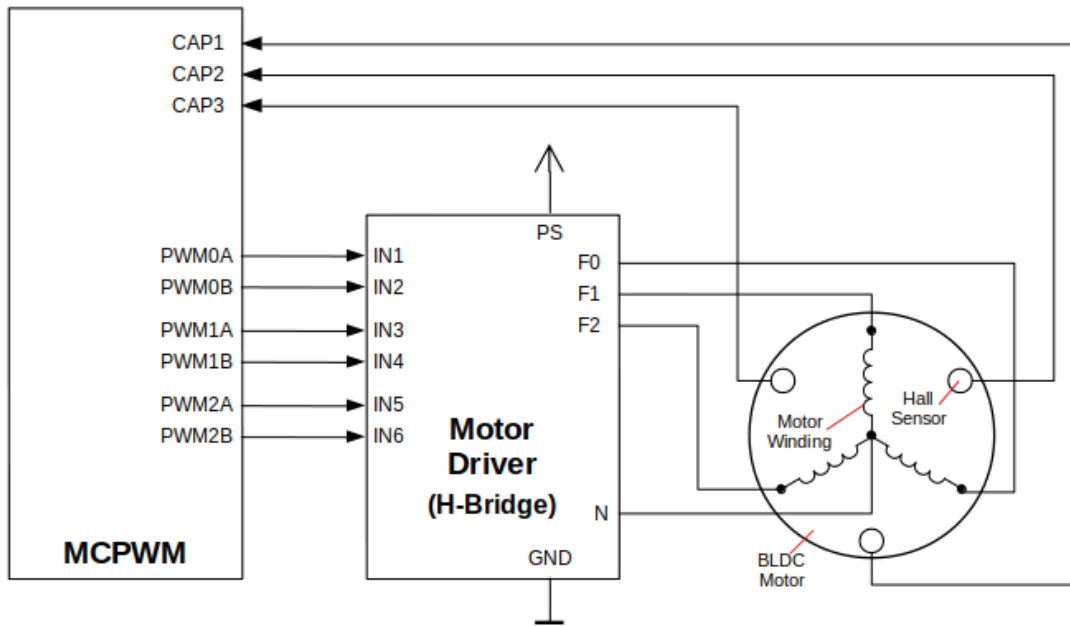 CAP1
CAP2
CAP3
PWM0A
PWM0B
PWM1A
PWM1B
PWM2A
PWM2B
MCPWM
PS
IN1
IN2
IN3
IN4
IN5
IN6
F0
F1
F2
Motor
Driver
(H-Bridge)
N
GND
Motor
Winding
Hall
Sensor
BLDC
Motor